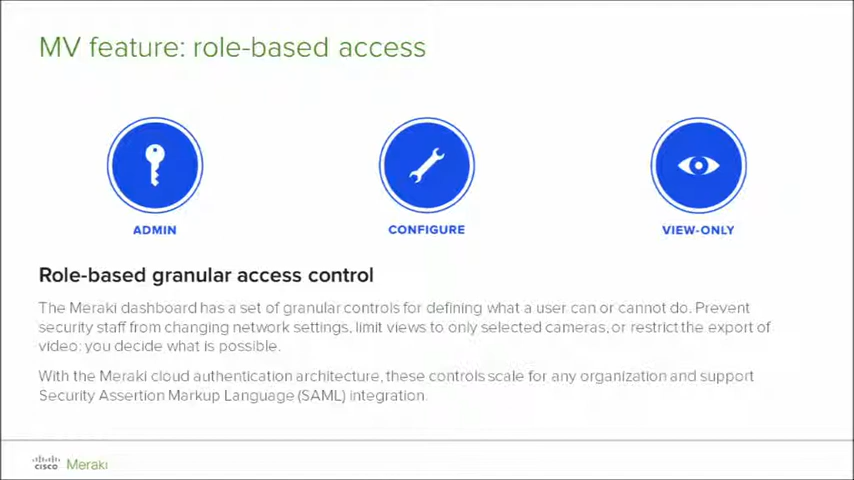 MV feature: role-based access
ADMIN
CONFIGURE
VIEW-ONLY
Role-based granular access control
The Meraki dashboard has a set of granular controls for defining what a user can or cannot do. Prevent
security staff from changing network settings, limit views to only selected cameras, or restrict the export of
video: you decide what is possible.
With the Meraki cloud authentication architecture, these controls scale for any organization and support
Security Assertion Markup Language (SAML) integration.
cisco Meraki